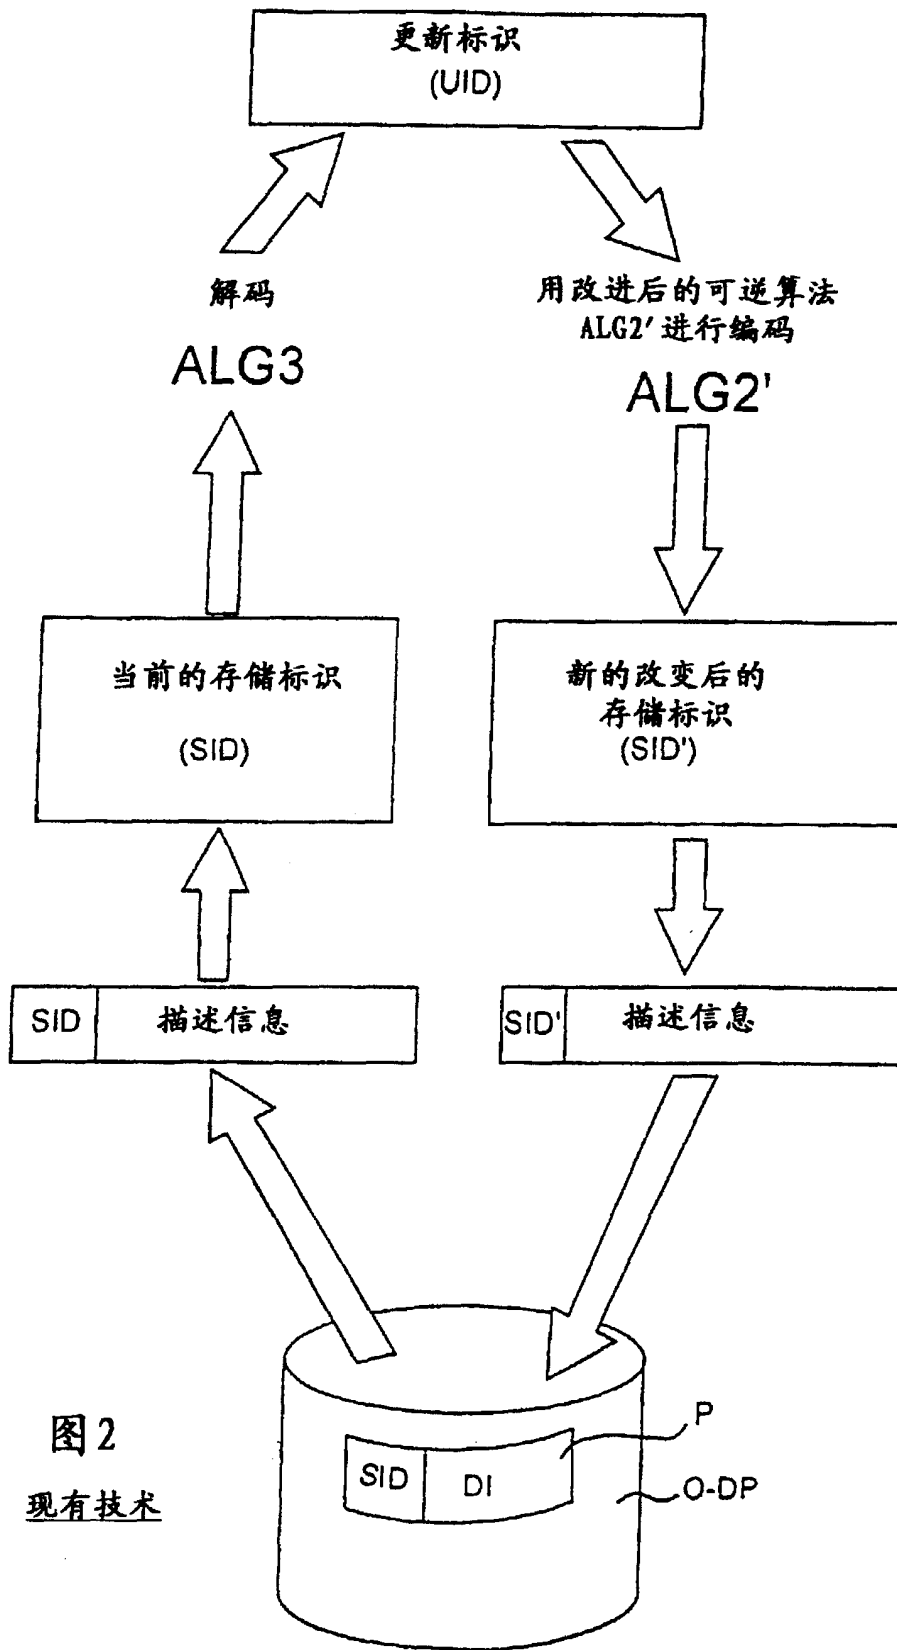 更新标识
(UID)
解码
ALG3
用改进后的可逆算法
ALG2'进行编码
ALG2'
当前的存储标识
(SID)
新的改变后的
存储标识
(SID')
SID 描述信息
SID' 描述信息
图2
现有技术
SID DI
P
O-DP